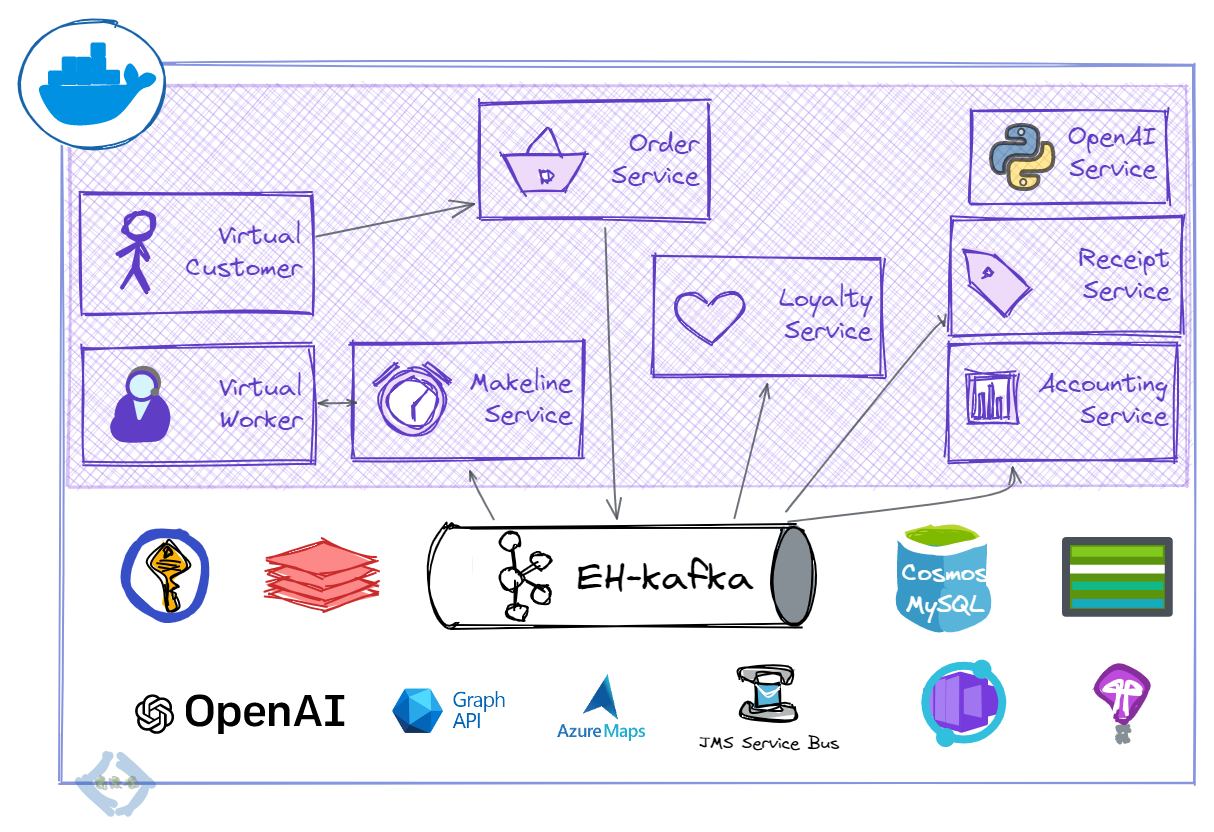 Order
Service
OpenAI
Service
Virtual
Customer
Receipt
Service
Loyalty
Service
Virtual
Worker
Makeline
Service
Accounting
Service
EH-kafka
Cosmos
MySQL
OpenAI
Graph
API
Azure Maps
JMS Service Bus